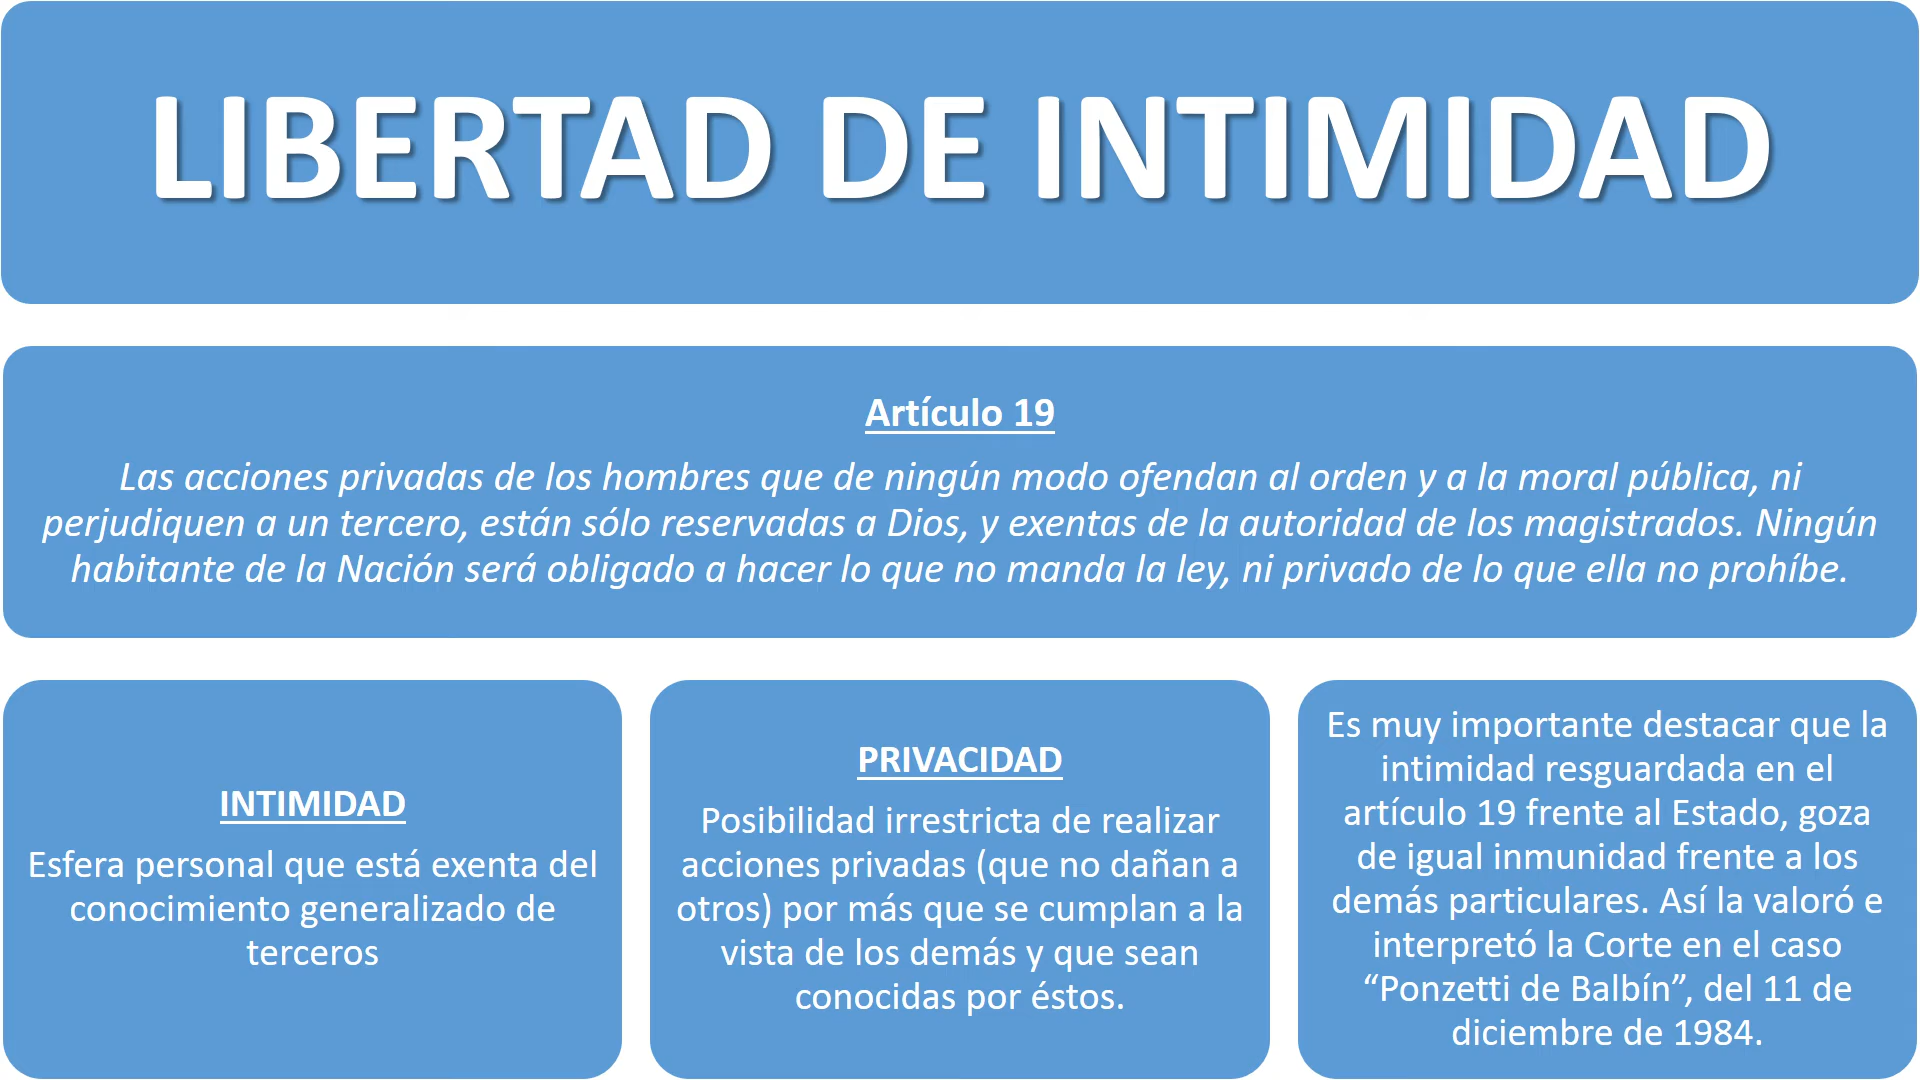 LIBERTAD DE INTIMIDAD
Artículo 19
Las acciones privadas de los hombres que de ningún modo ofendan al orden y a la moral pública, ni
perjudiquen a un tercero, están sólo reservadas a Dios, y exentas de la autoridad de los magistrados. Ningún
habitante de la Nación será obligado a hacer lo que no manda la ley, ni privado de lo que ella no prohíbe.
INTIMIDAD
Esfera personal que está exenta del
conocimiento generalizado de
terceros
PRIVACIDAD
Posibilidad irrestricta de realizar
acciones privadas (que no dañan a
otros) por más que se cumplan a la
vista de los demás y que sean
conocidas por éstos.
Es muy importante destacar que la
intimidad resguardada en el
artículo 19 frente al Estado, goza
de igual inmunidad frente a los
demás particulares. Así la valoró e
interpretó la Corte en el caso
“Ponzetti de Balbín”, del 11 de
diciembre de 1984.